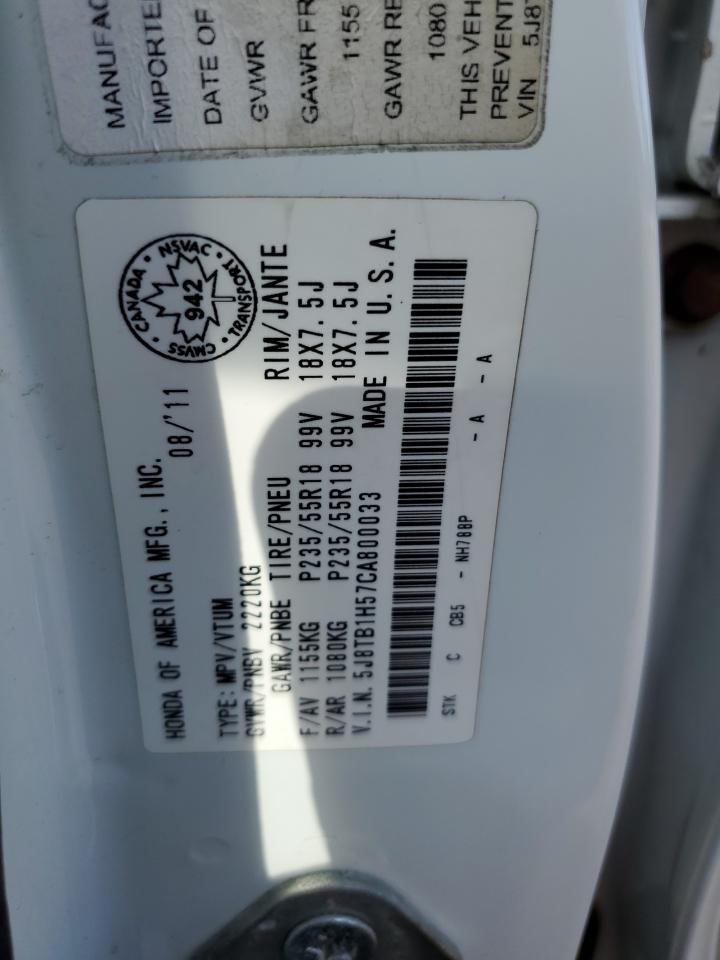 MANUFAC
IMPORTE
DATE OF
GVWR
GAWR FR
1155
GAWR RE
1080
THIS VEH
PREVENT
VIN 5J8T
CANADA · NSVAC · TRANSPORT · CMVSS ·
942
HONDA OF AMERICA MFG., INC. 08/'11
TYPE: MPV/VTUM
GVWR/PNBV 2220KG
GAWR/PNBE TIRE/PNEU RIM/JANTE
F/AV 1155KG P235/55R18 99V 18X7.5J
R/AR 1080KG P235/55R18 99V 18X7.5J
V.I.N. 5J8TB1H57CA800033 MADE IN U.S.A.
STK C CB5 - NH788P - A - A